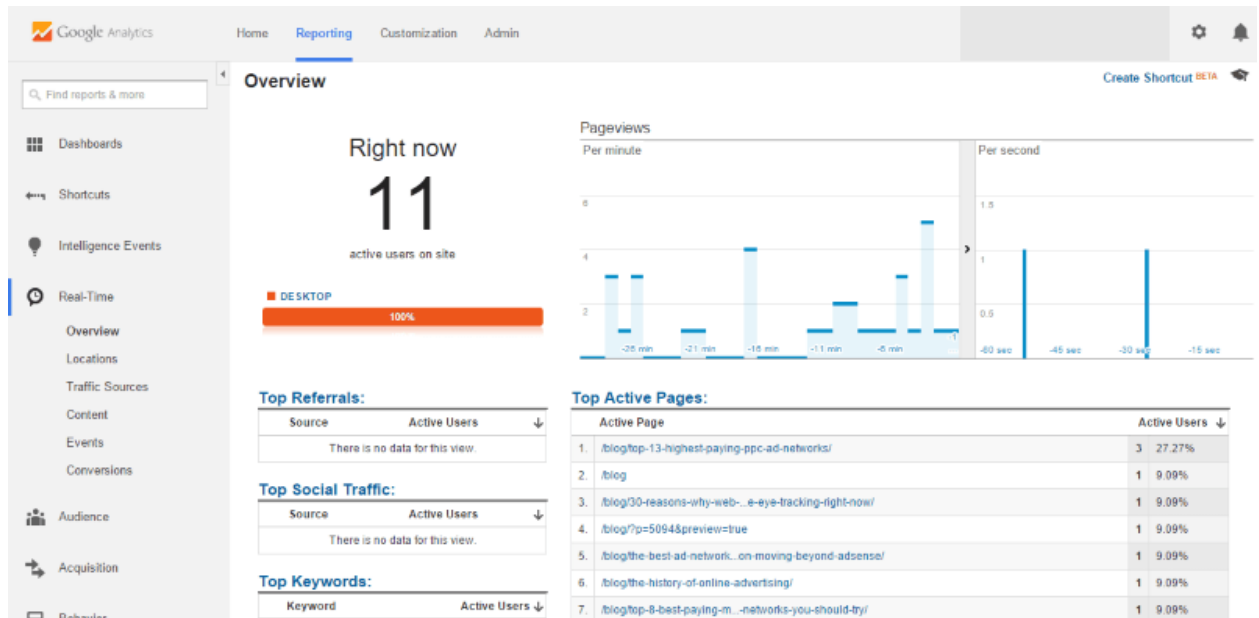 Google Analytics
Home Reporting Customization Admin
Find reports & more
Overview
Create Shortcut BETA
Dashboards
Shortcuts
Intelligence Events
Real-Time
Overview
Locations
Traffic Sources
Content
Events
Conversions
Audience
Acquisition
Behavior
Right now
11
active users on site
DESKTOP
100%
Pageviews
Per minute
6
4
2
-26 min -21 min -16 min -11 min -6 min
-1
Per second
1.5
1
0.5
-60 sec -45 sec -30 sec -15 sec
Top Referrals:
Source Active Users
There is no data for this view.
Top Social Traffic:
Source Active Users
There is no data for this view.
Top Keywords:
Keyword Active Users
Top Active Pages:
Active Page Active Users
1. /blog/top-13-highest-paying-ppc-ad-networks/ 3 27.27%
2. /blog 1 9.09%
3. /blog/30-reasons-why-web-...e-eye-tracking-right-now/ 1 9.09%
4. /blog/?p=5094&preview=true 1 9.09%
5. /blog/the-best-ad-network...on-moving-beyond-adsense/ 1 9.09%
6. /blog/the-history-of-online-advertising/ 1 9.09%
7. /blog/top-8-best-paying-m...-networks-you-should-try/ 1 9.09%